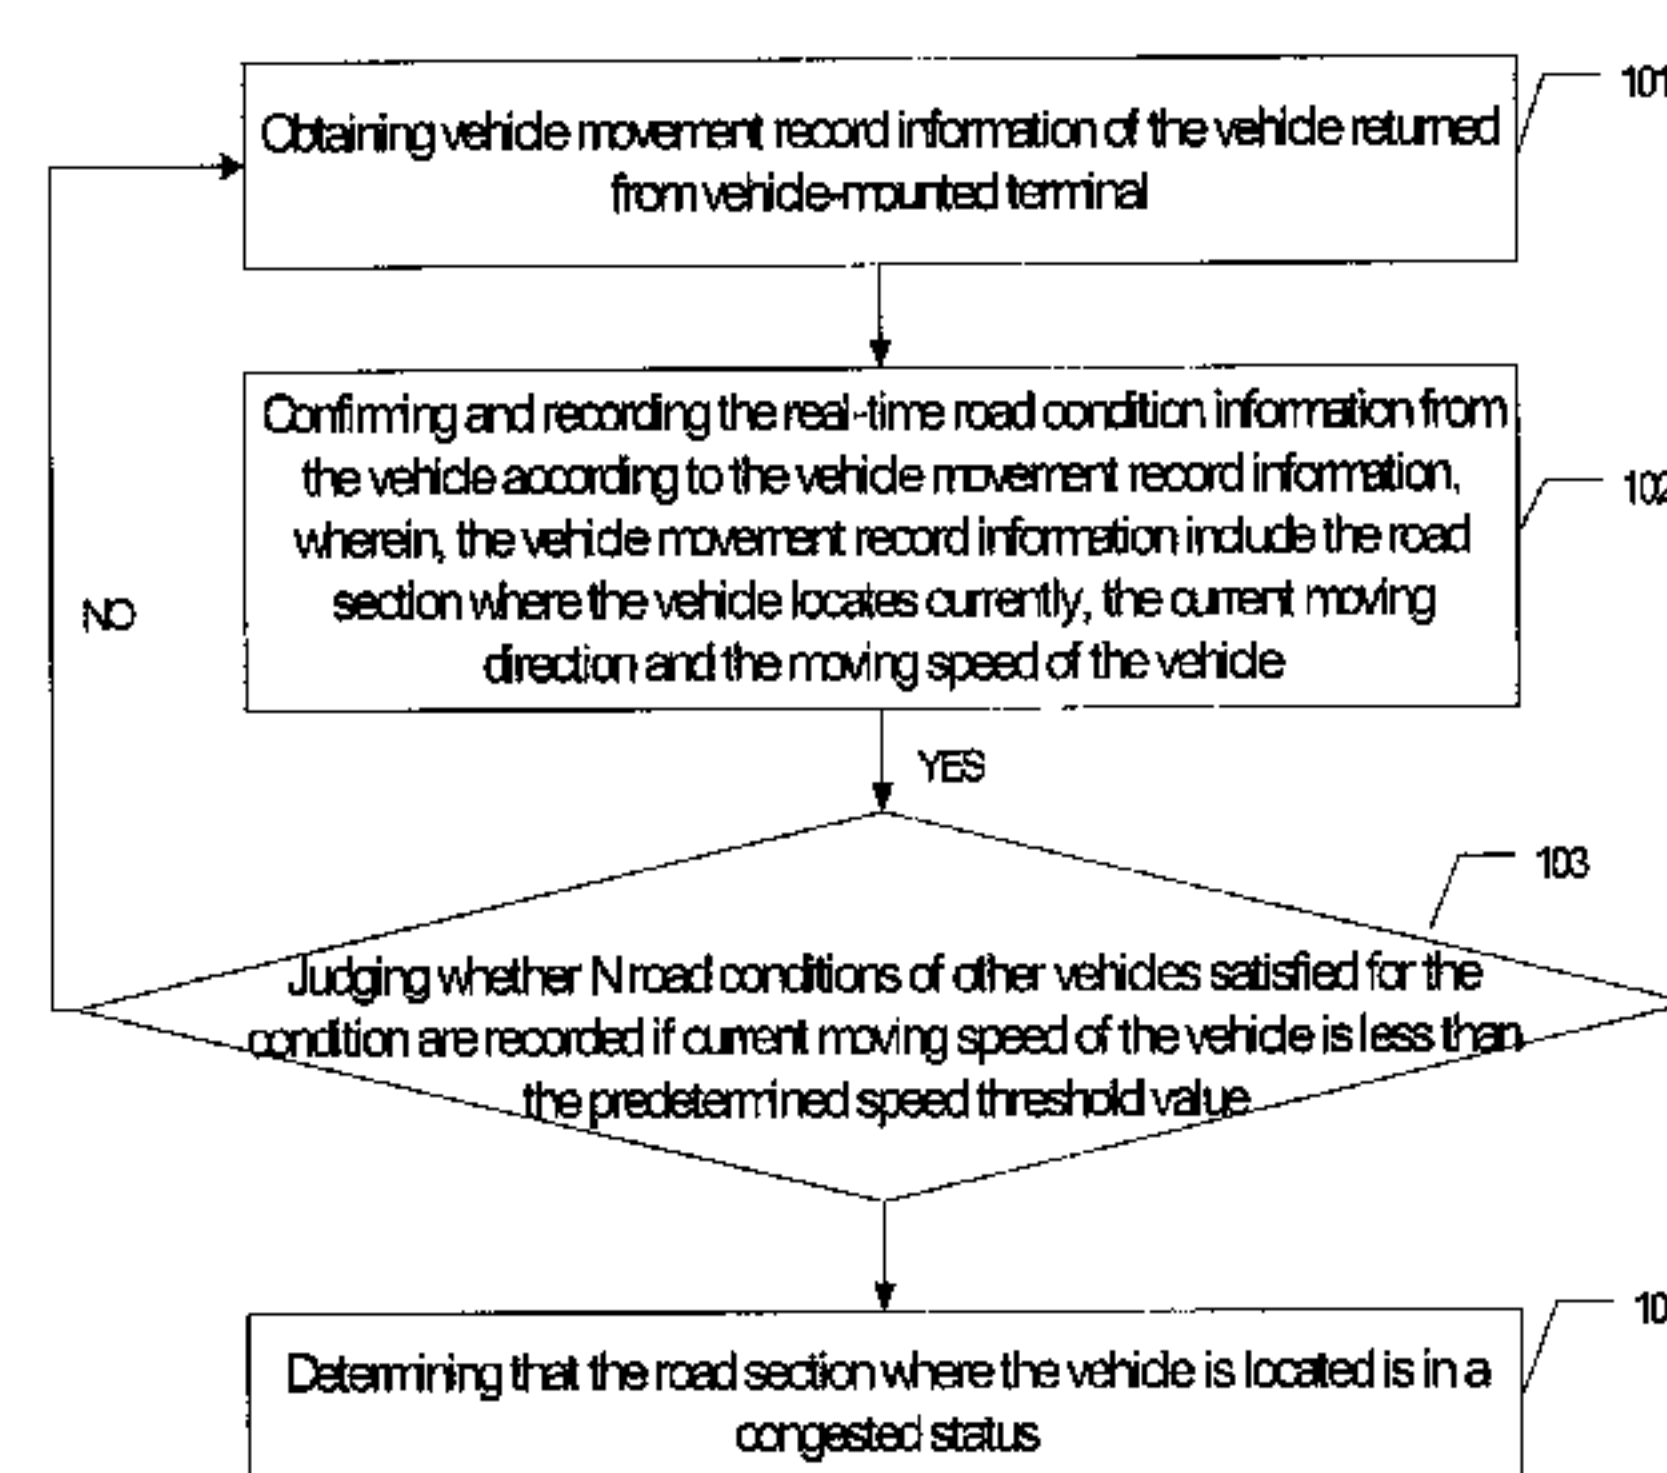 101
Obtaining vehicle movement record information of the vehicle returned
from vehicle-mounted terminal
Confirming and recording the real-time road condition information from
the vehicle according to the vehicle movement record information,
102
wherein, the vehicle movement record information include the road
section where the vehicle locates currently, the current moving
NO
direction and the moving speed of the vehicle
YES
103
Judging whether N road conditions of other vehicles satisfied for the
condition are recorded if current moving speed of the vehicle is less than
the predetermined speed threshold value
10
Determining that the road section where the vehicle is located is in a
congested status